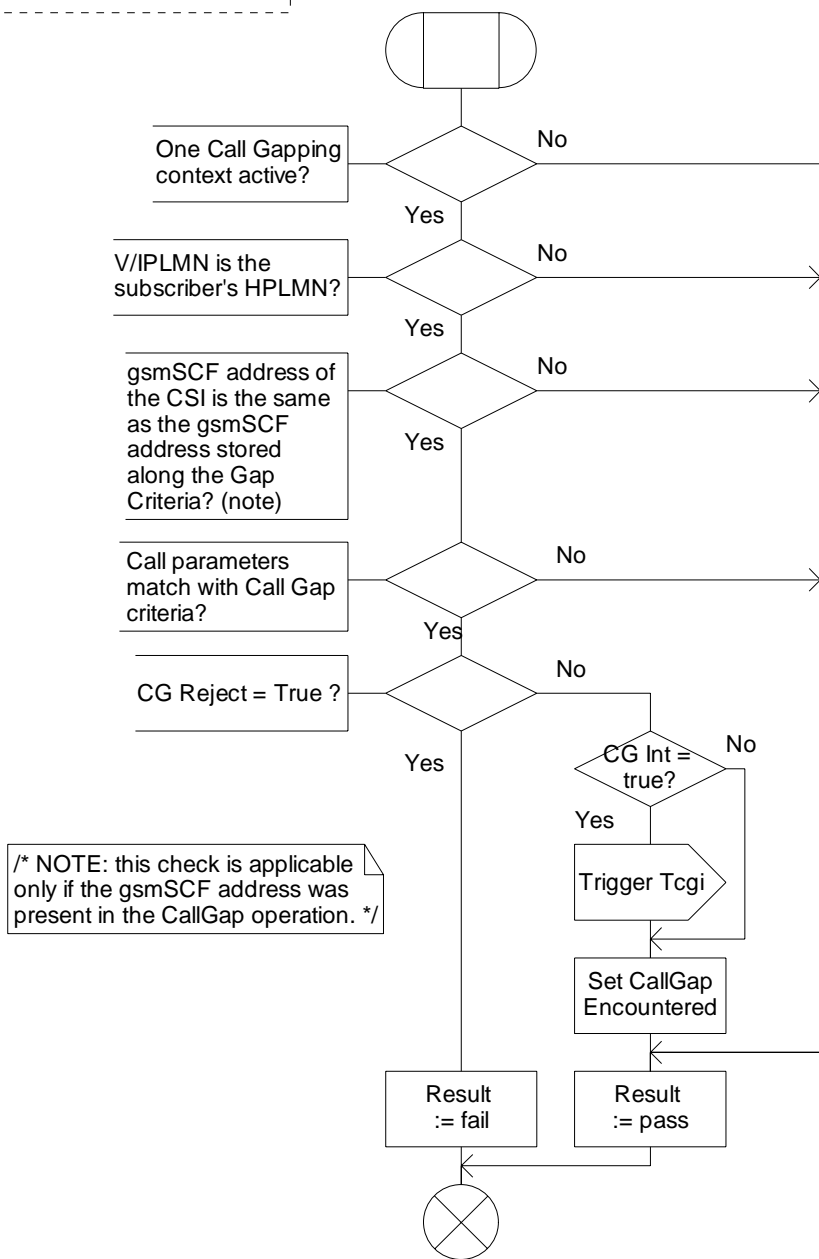 One Call Gapping
context active?
No
Yes
V/IPLMN is the
subscriber's HPLMN?
No
Yes
gsmSCF address of
the CSI is the same
as the gsmSCF
address stored
along the Gap
Criteria? (note)
No
Yes
Call parameters
match with Call Gap
criteria?
No
Yes
CG Reject = True ?
No
Yes
CG Int =
true?
No
Yes
Trigger Tcgi
/* NOTE: this check is applicable
only if the gsmSCF address was
present in the CallGap operation. */
Set CallGap
Encountered
Result
:= fail
Result
:= pass